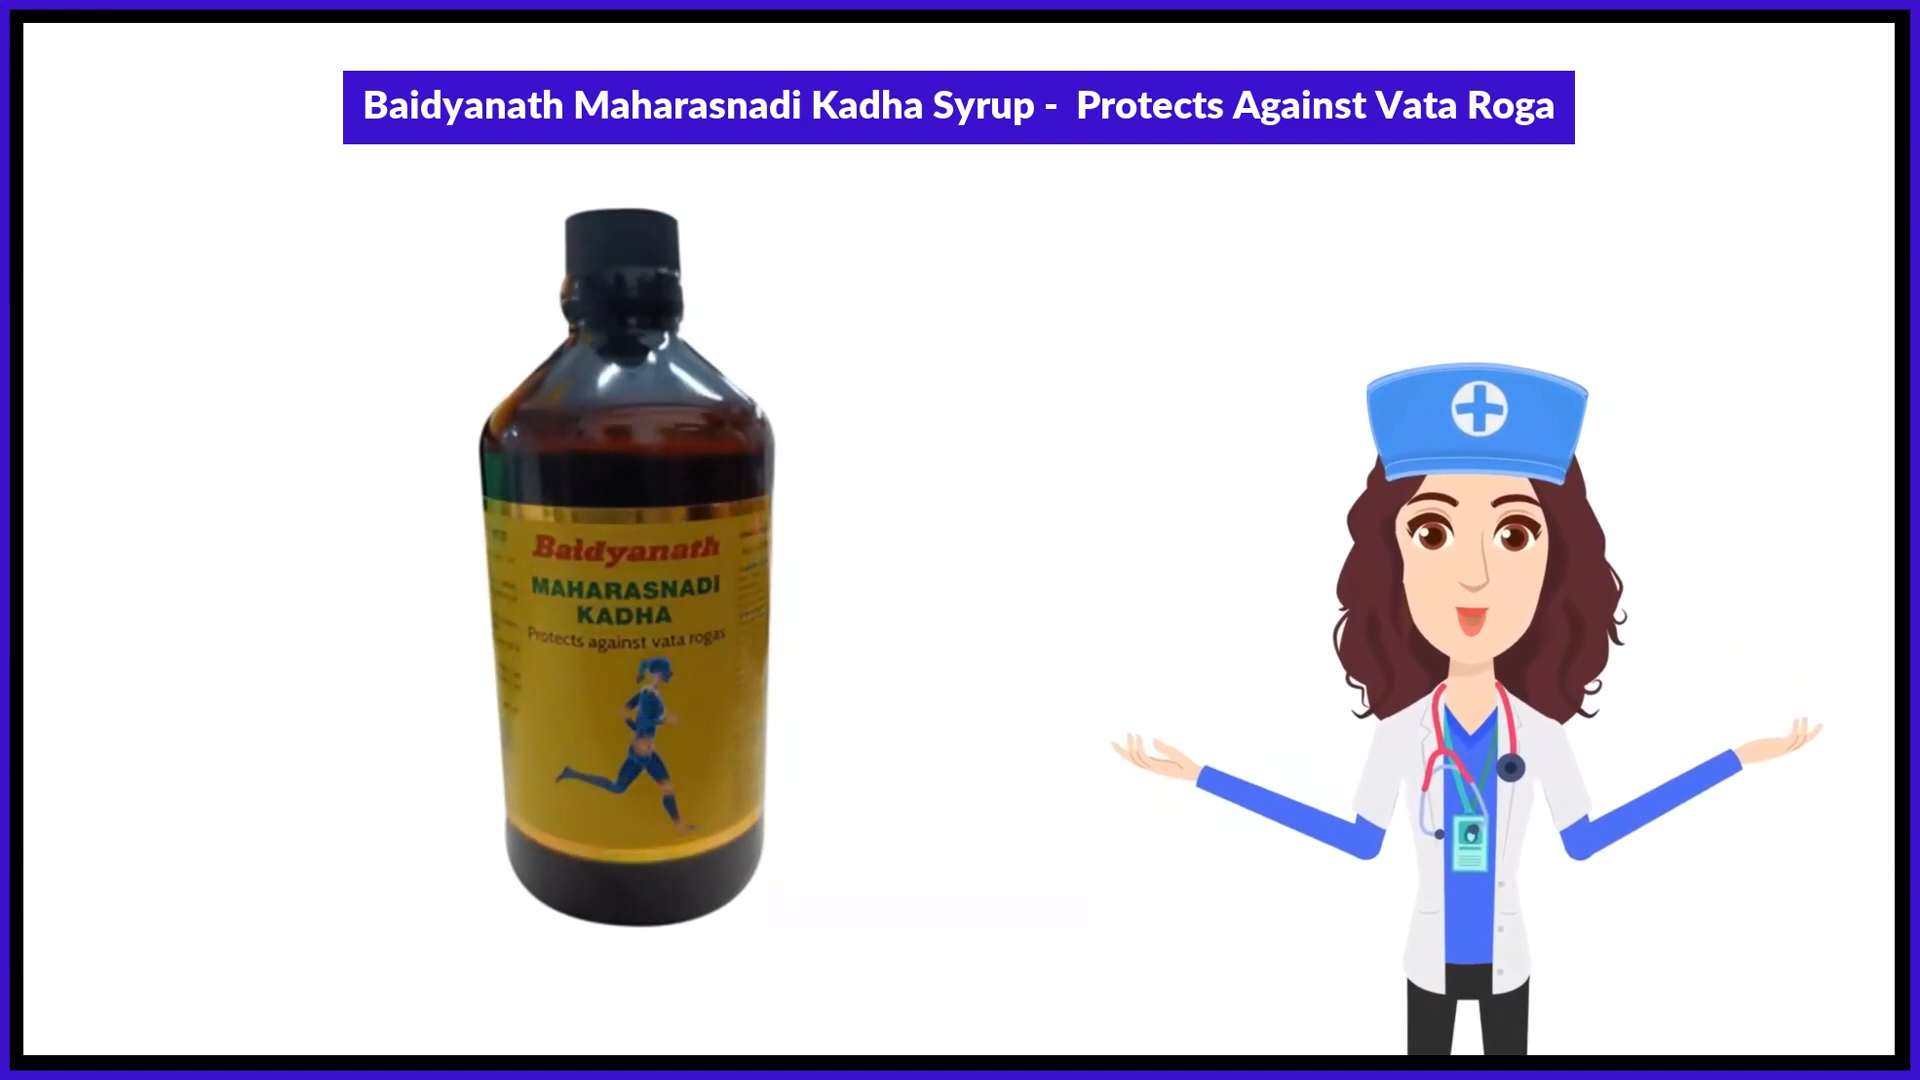 Baidyanath Maharasnadi Kadha Syrup - Protects Against Vata Roga
Baidyanath
MAHARASNADI
KADHA
Protects against vata rogas